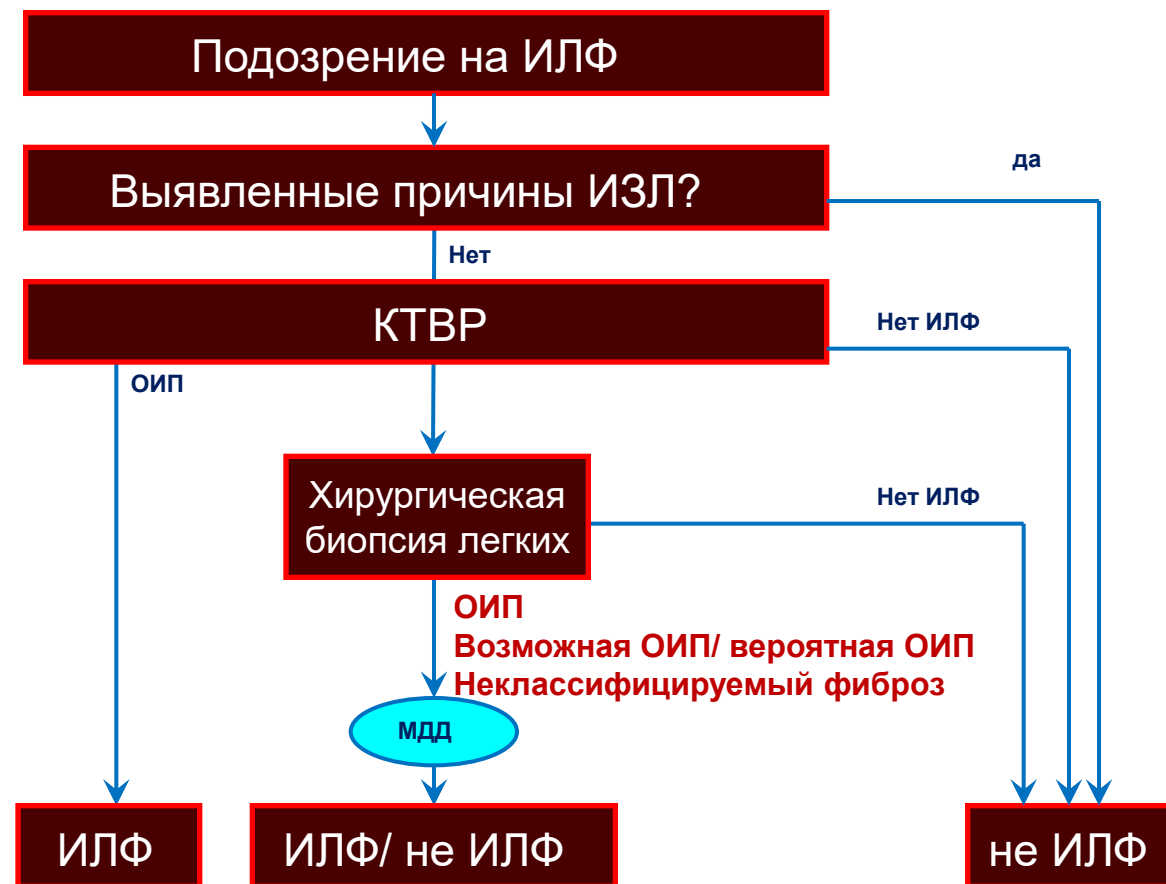 Подозрение на ИЛФ
Выявленные причины ИЗЛ?
да
Нет
КТВР
Нет ИЛФ
ОИП
Хирургическая
биопсия легких
Нет ИЛФ
ОИП
Возможная ОИП/ вероятная ОИП
Неклассифицируемый фиброз
МДД
ИЛФ
ИЛФ/ не ИЛФ
не ИЛФ